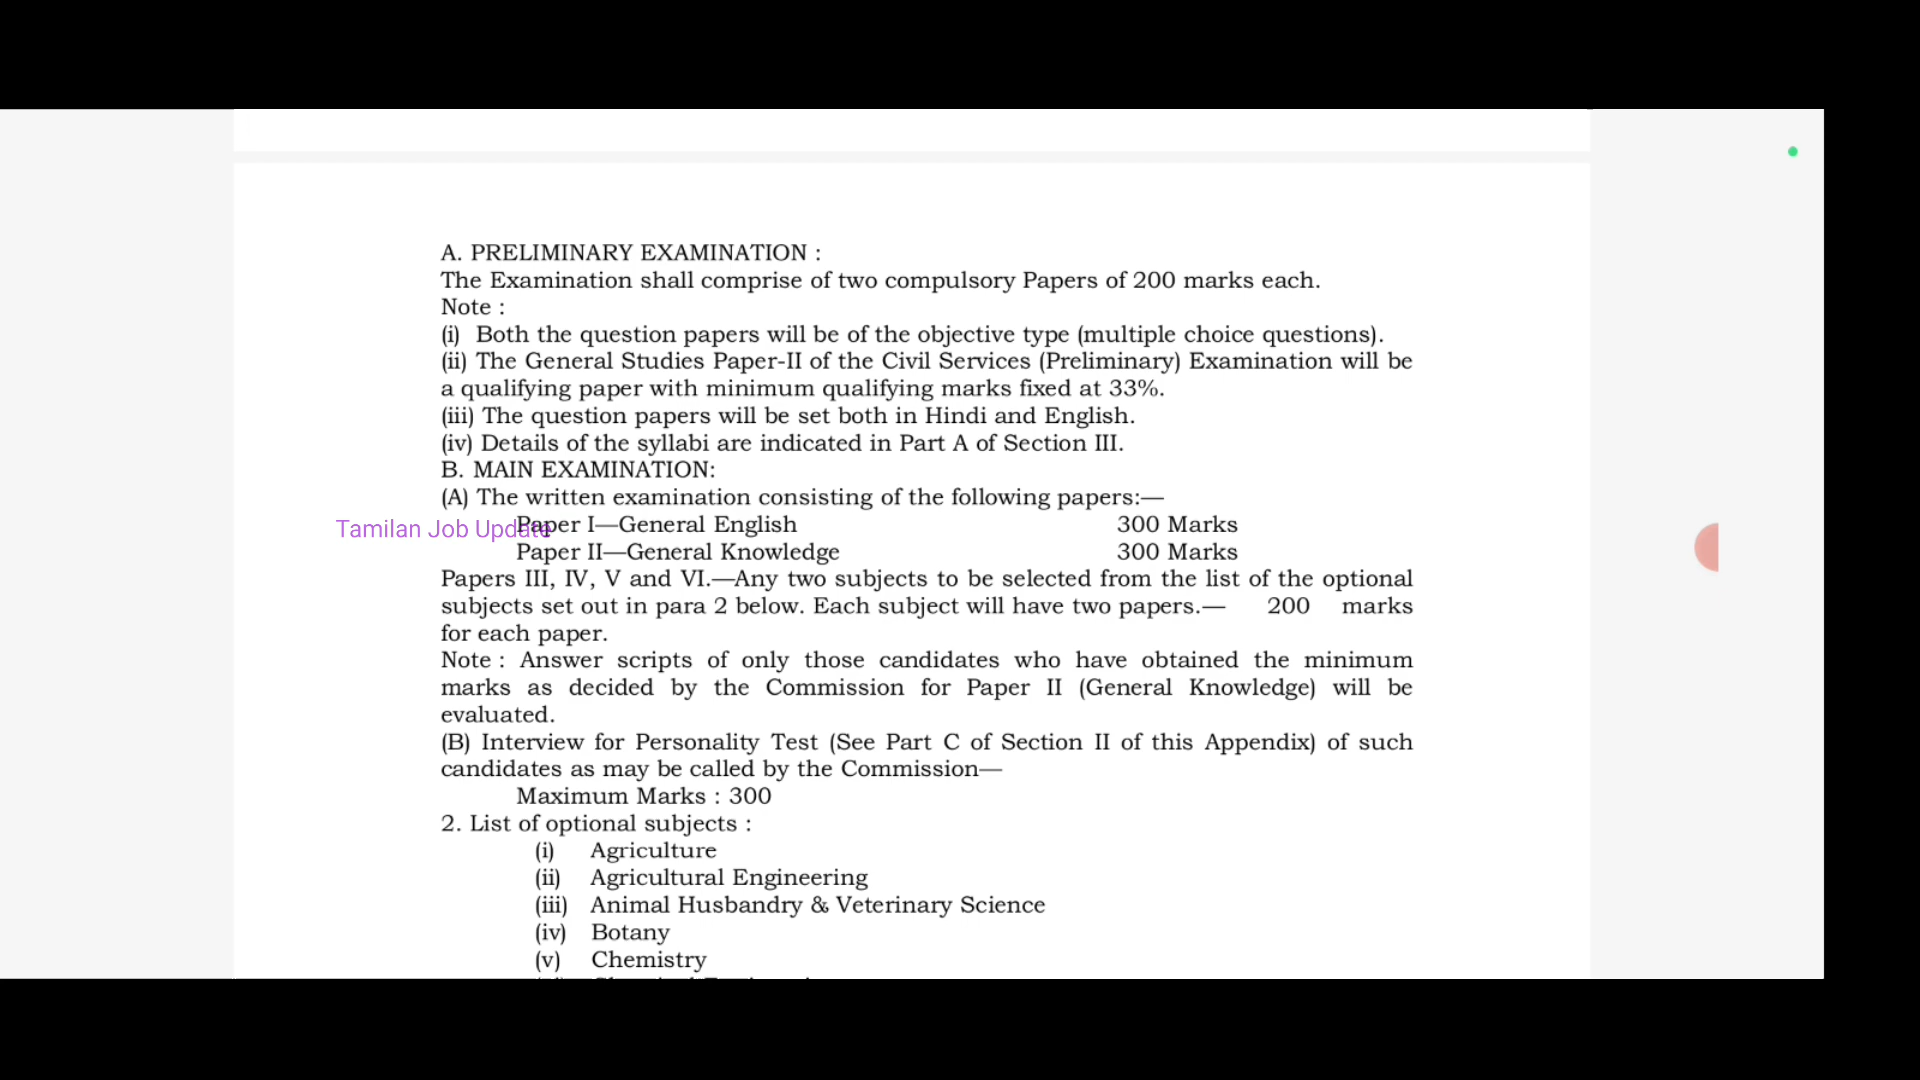 A. PRELIMINARY EXAMINATION :
The Examination shall comprise of two compulsory Papers of 200 marks each.
Note :
(i) Both the question papers will be of the objective type (multiple choice questions).
(ii) The General Studies Paper-II of the Civil Services (Preliminary) Examination will be
a qualifying paper with minimum qualifying marks fixed at 33%.
(iii) The question papers will be set both in Hindi and English.
(iv) Details of the syllabi are indicated in Part A of Section III.
B. MAIN EXAMINATION:
(A) The written examination consisting of the following papers:—
Tamilan Job Update
Paper I—General English 300 Marks
Paper II—General Knowledge 300 Marks
Papers III, IV, V and VI.—Any two subjects to be selected from the list of the optional
subjects set out in para 2 below. Each subject will have two papers.— 200 marks
for each paper.
Note : Answer scripts of only those candidates who have obtained the minimum
marks as decided by the Commission for Paper II (General Knowledge) will be
evaluated.
(B) Interview for Personality Test (See Part C of Section II of this Appendix) of such
candidates as may be called by the Commission—
Maximum Marks : 300
2. List of optional subjects :
(i) Agriculture
(ii) Agricultural Engineering
(iii) Animal Husbandry & Veterinary Science
(iv) Botany
(v) Chemistry